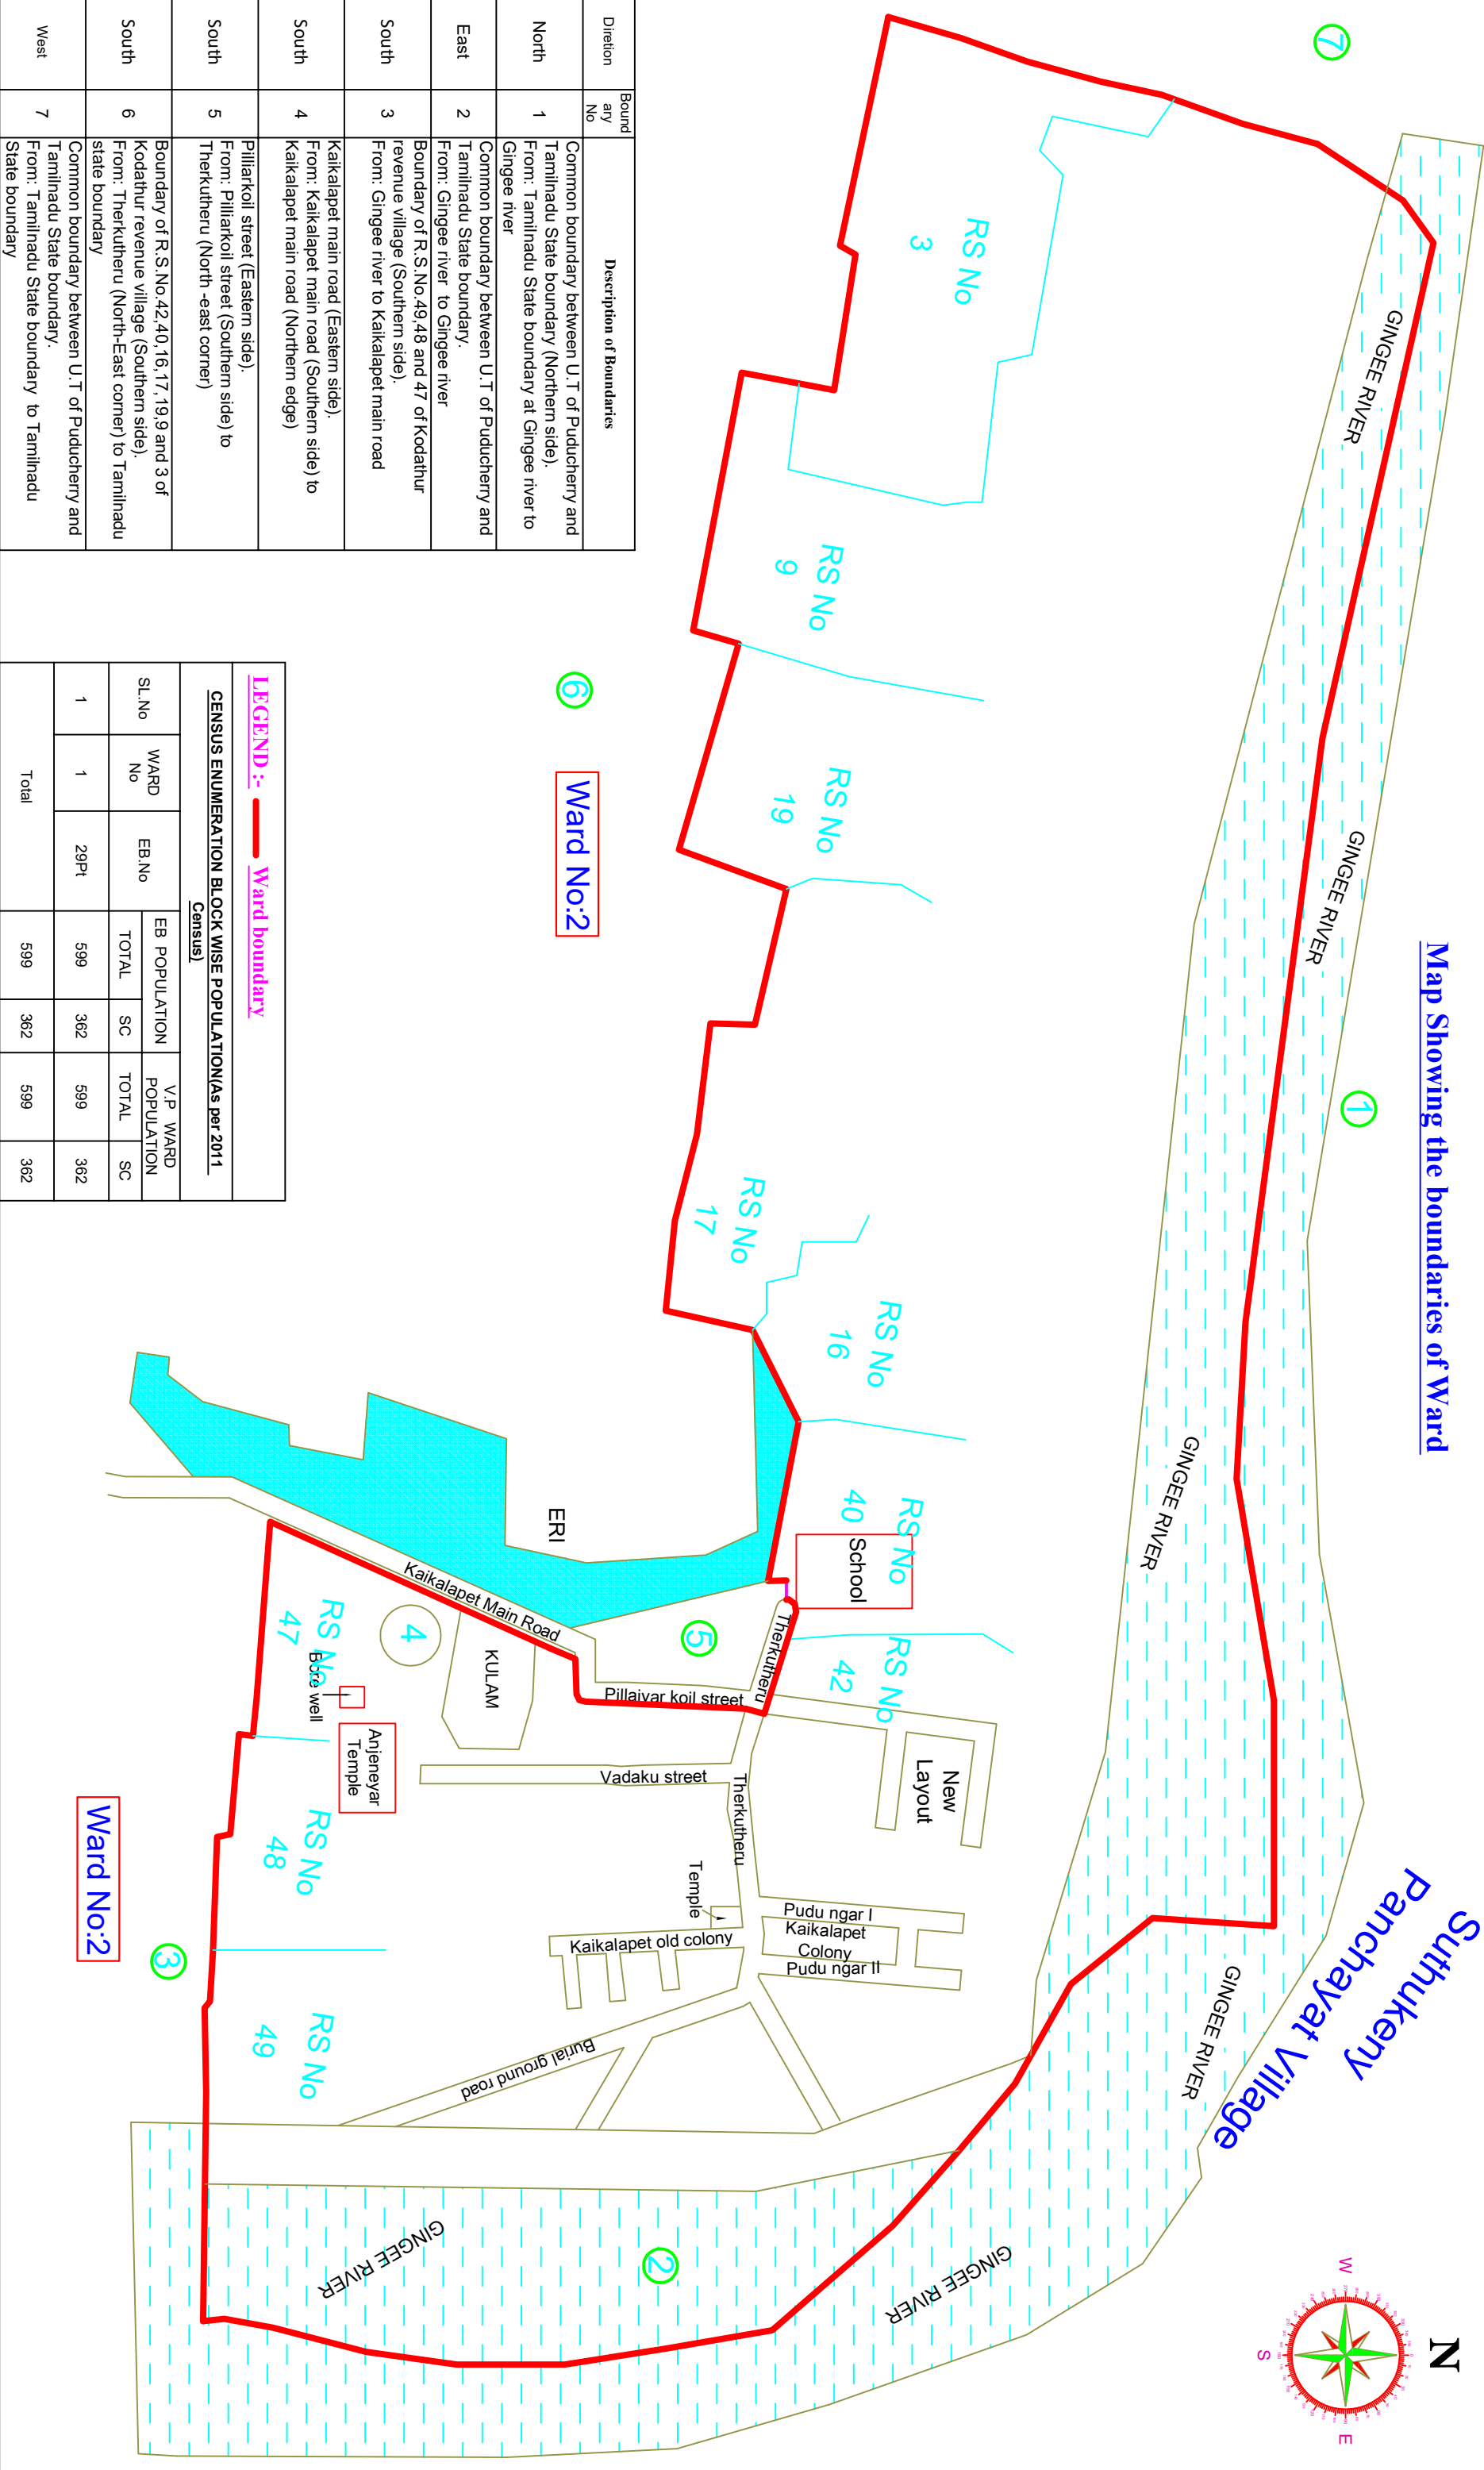 Map Showing the boundaries of Ward
N
W
E
S
Suthukeny
Panchayat Village
7
1
GINGEE RIVER
GINGEE RIVER
GINGEE RIVER
GINGEE RIVER
GINGEE RIVER
GINGEE RIVER
2
RS No
3
RS No
9
RS No
19
RS No
17
RS No
16
RS No
40
School
RS No
42
New
Layout
Therkutheru
5
Pillaivar koil street
Vadaku street
Therkutheru
Temple
Pudu ngar I
Kaikalapet
Colony
Pudu ngar II
Kaikalapet old colony
Burial ground road
ERI
Kaikalapet Main Road
KULAM
4
RS No
47
Bore well
Anjeneyar
Temple
RS No
48
RS No
49
3
Ward No:2
6
Ward No:2
Diretion
Bound
ary
No
Description of Boundaries
North
1
Common boundary between U.T of Puducherry and
Tamilnadu State boundary (Northern side).
From: Tamilnadu State boundary at Gingee river to
Gingee river
East
2
Common boundary between U.T of Puducherry and
Tamilnadu State boundary.
From: Gingee river to Gingee river
South
3
Boundary of R.S.No.49,48 and 47 of Kodathur
revenue village (Southern side).
From: Gingee river to Kaikalapet main road
South
4
Kaikalapet main road (Eastern side).
From: Kaikalapet main road (Southern side) to
Kaikalapet main road (Northern edge)
South
5
Pilliarkoil street (Eastern side).
From: Pilliarkoil street (Southern side) to
Therkutheru (North -east corner)
South
6
Boundary of R.S.No.42,40,16,17,19,9 and 3 of
Kodathur revenue village (Southern side).
From: Therkutheru (North-East corner) to Tamilnadu
state boundary
West
7
Common boundary between U.T of Puducherry and
Tamilnadu State boundary.
From: Tamilnadu State boundary to Tamilnadu
State boundary
LEGEND :- Ward boundary
CENSUS ENUMERATION BLOCK WISE POPULATION(As per 2011
Census)
SL.No
WARD
No
EB.No
EB POPULATION
V.P WARD
POPULATION
TOTAL SC TOTAL SC
1 1 29Pt 599 362 599 362
Total 599 362 599 362